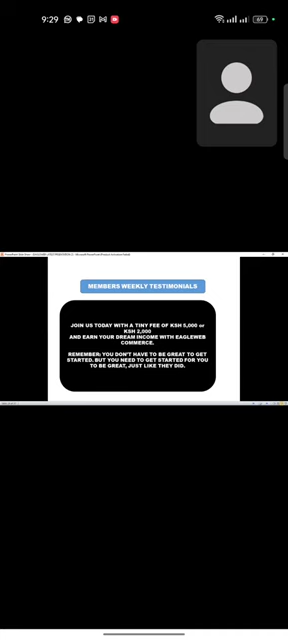 9:29
31
69
MEMBERS WEEKLY TESTIMONIALS
JOIN US TODAY WITH A TINY FEE OF KSH 5,000 or
KSH 2,000
AND EARN YOUR DREAM INCOME WITH EAGLEWEB
COMMERCE.
REMEMBER: YOU DON'T HAVE TO BE GREAT TO GET
STARTED. BUT YOU NEED TO GET STARTED FOR YOU
TO BE GREAT, JUST LIKE THEY DID.